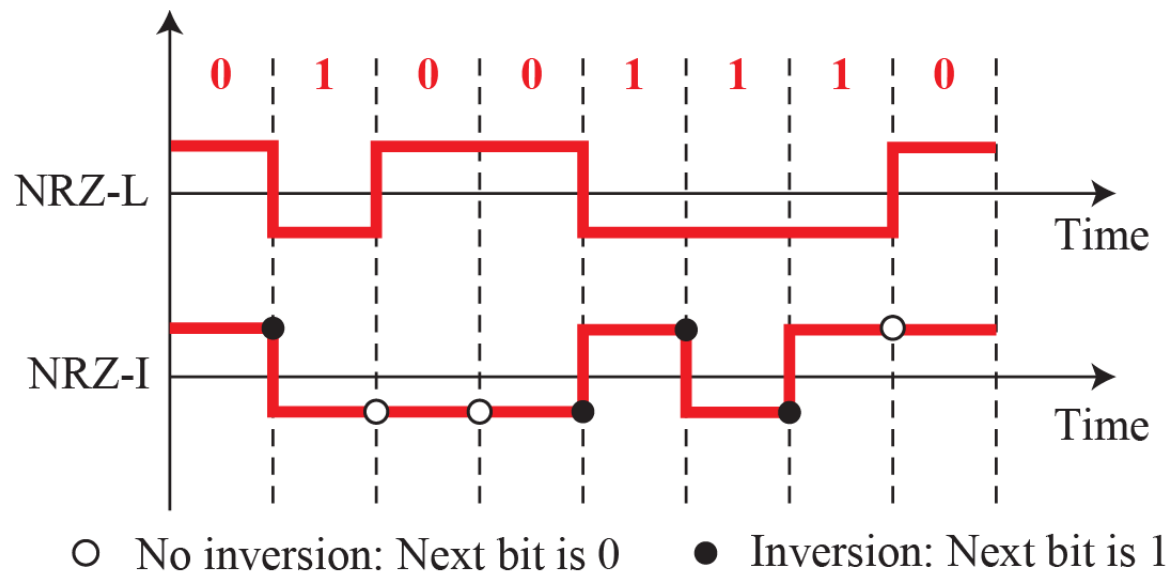 0 1 0 0 1 1 1 0
NRZ-L
Time
NRZ-I
Time
No inversion: Next bit is 0
Inversion: Next bit is 1